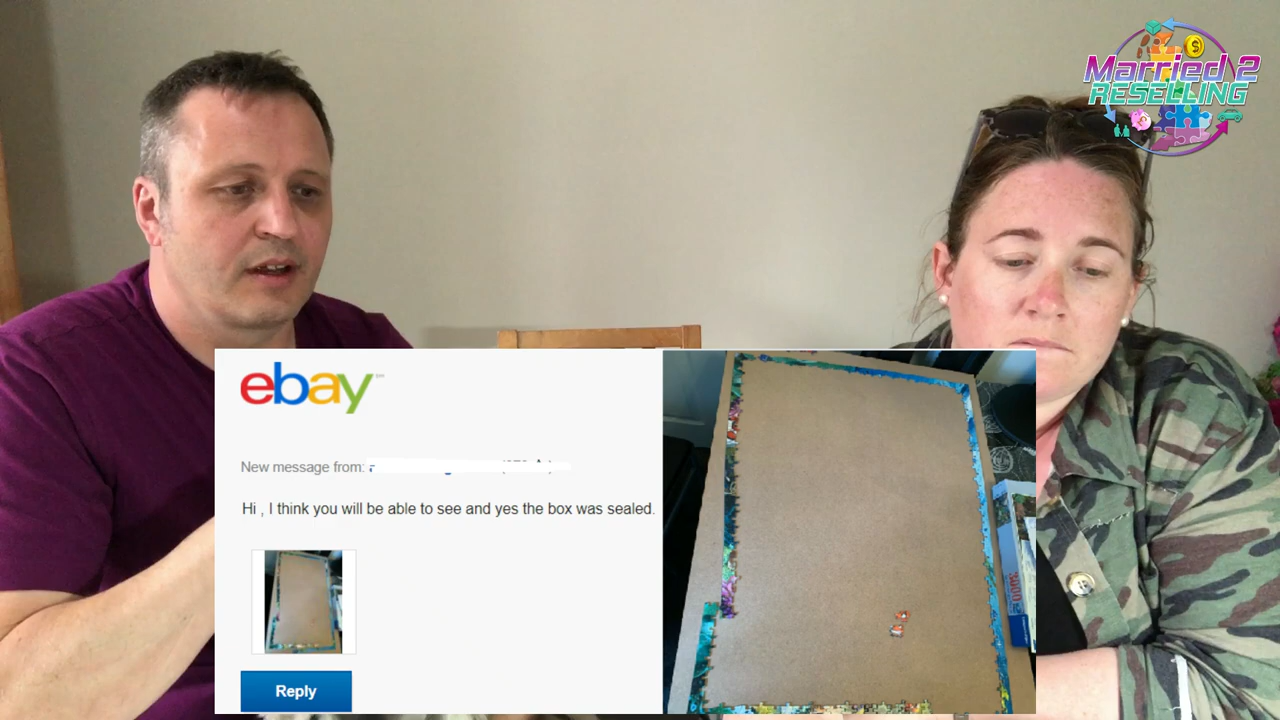 Married 2
RESELLING
ebay
New message from:
Hi , I think you will be able to see and yes the box was sealed.
Reply